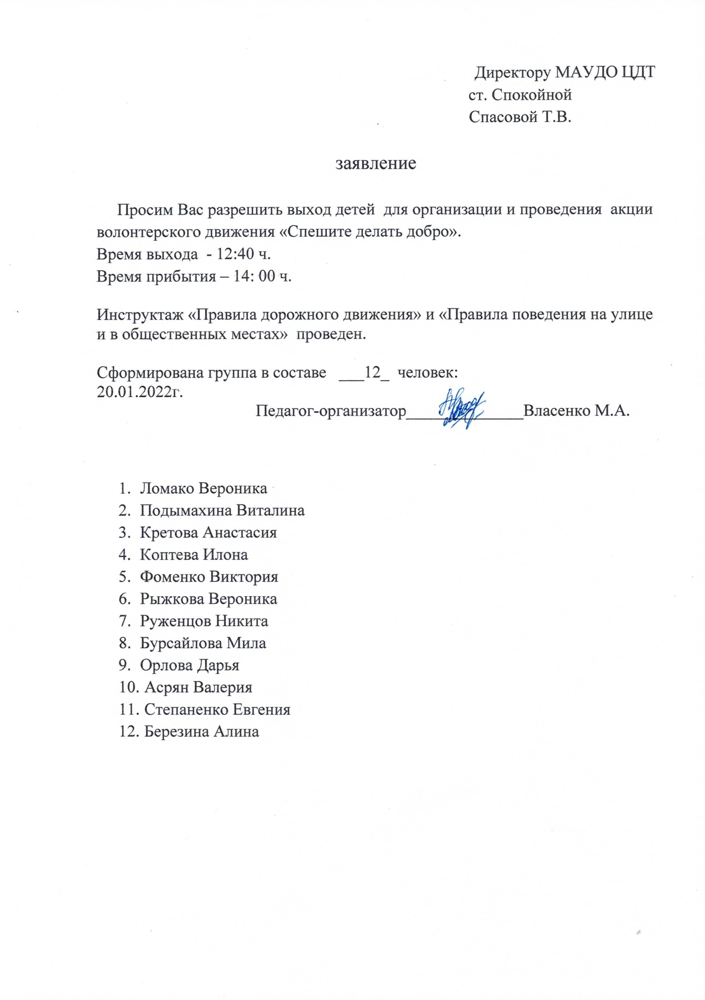 Директору МАУДО ЦДТ
ст. Спокойной
Спасовой Т.В.
заявление
Просим Вас разрешить выход детей  для организации и проведения  акции
волонтерского движения «Спешите делать добро».
Время выхода  - 12:40 ч.
Время прибытия – 14: 00 ч.
Инструктаж «Правила дорожного движения» и «Правила поведения на улице
и в общественных местах»  проведен.
Сформирована группа в составе   ___12_  человек:
20.01.2022г.
Педагог-организатор______________Власенко М.А.
1. Ломако Вероника
2. Подымахина Виталина
3. Кретова Анастасия
4. Коптева Илона
5. Фоменко Виктория
6. Рыжкова Вероника
7. Руженцов Никита
8. Бурсайлова Мила
9. Орлова Дарья
10. Асрян Валерия
11. Степаненко Евгения
12. Березина Алина